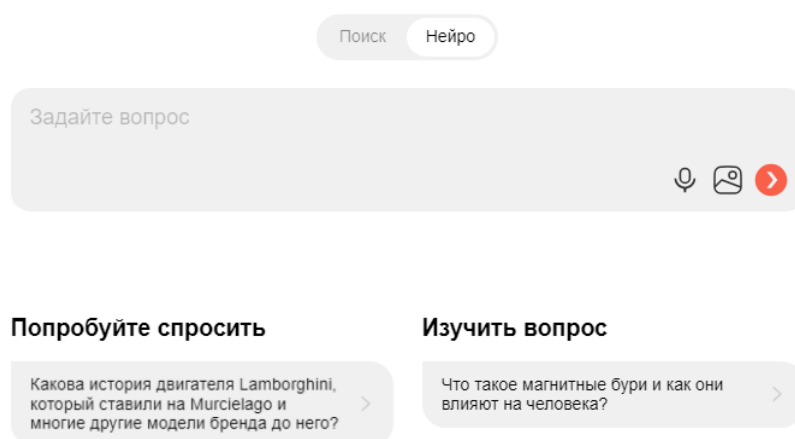 Поиск
Нейро
Задайте вопрос
Попробуйте спросить
Какова история двигателя Lamborghini,
который ставили на Murcielago и
многие другие модели бренда до него?
Изучить вопрос
Что такое магнитные бури и как они
влияют на человека?